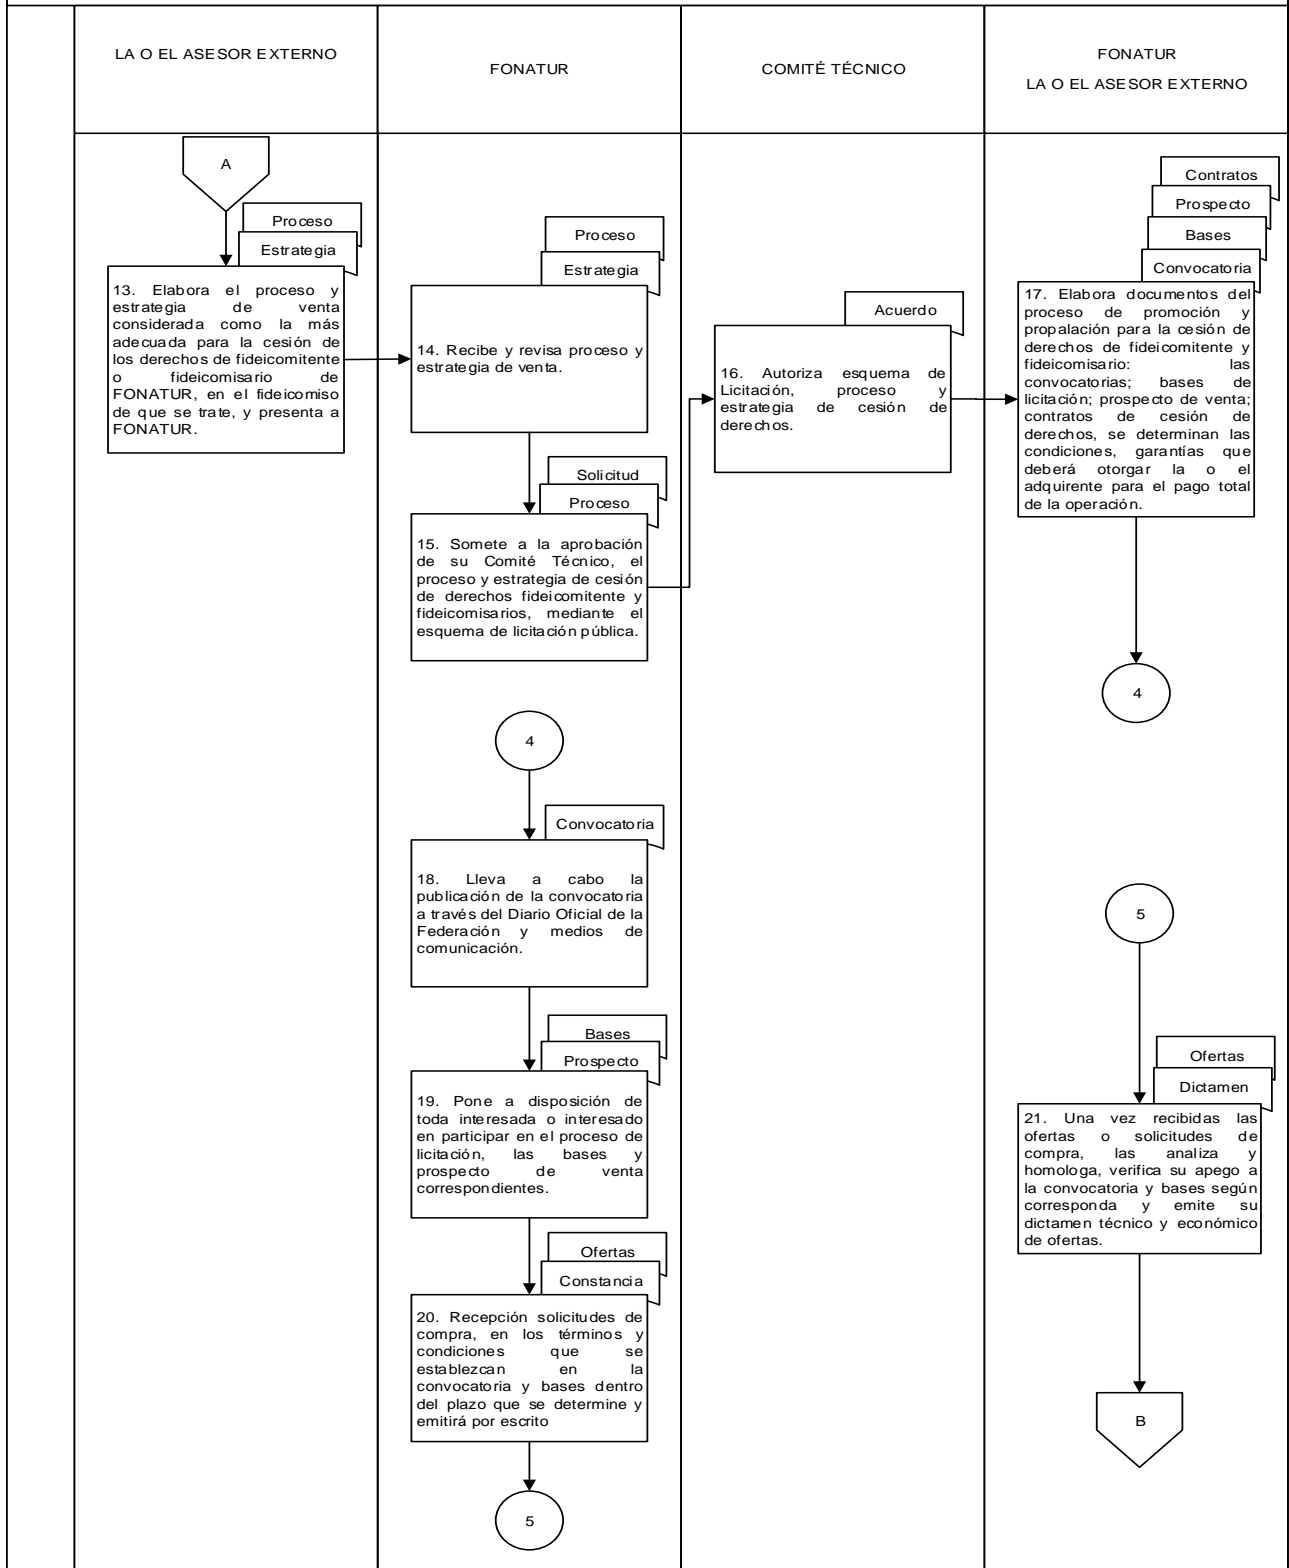 LA O EL ASESOR EXTERNO
FONATUR
COMITÉ TÉCNICO
FONATUR
LA O EL ASESOR EXTERNO
A
Proceso
Estrategia
13. Elabora el proceso y
estrategia de venta
considerada como la más
adecuada para la cesión de
los derechos de fideicomitente
o fideicomisario de
FONATUR, en el fideicomiso
de que se trate, y presenta a
FONATUR.
Proceso
Estrategia
14. Recibe y revisa proceso y
estrategia de venta.
Solicitud
Proceso
15. Somete a la aprobación
de su Comité Técnico, el
proceso y estrategia de cesión
de derechos fideicomitente y
fideicomisarios, mediante el
esquema de licitación pública.
Acuerdo
16. Autoriza esquema de
Licitación, proceso y
estrategia de cesión de
derechos.
Contratos
Prospecto
Bases
Convocatoria
17. Elabora documentos del
proceso de promoción y
propalación para la cesión de
derechos de fideicomitente y
fideicomisario: las
convocatorias; bases de
licitación; prospecto de venta;
contratos de cesión de
derechos, se determinan las
condiciones, garantías que
deberá otorgar la o el
adquirente para el pago total
de la operación.
4
4
Convocatoria
18. Lleva a cabo la
publicación de la convocatoria
a través del Diario Oficial de la
Federación y medios de
comunicación.
Bases
Prospecto
19. Pone a disposición de
toda interesada o interesado
en participar en el proceso de
licitación, las bases y
prospecto de venta
correspondientes.
Ofertas
Constancia
20. Recepción solicitudes de
compra, en los términos y
condiciones que se
establezcan en la
convocatoria y bases dentro
del plazo que se determine y
emitirá por escrito
5
5
Ofertas
Dictamen
21. Una vez recibidas las
ofertas o solicitudes de
compra, las analiza y
homologa, verifica su apego a
la convocatoria y bases según
corresponda y emite su
dictamen técnico y económico
de ofertas.
B